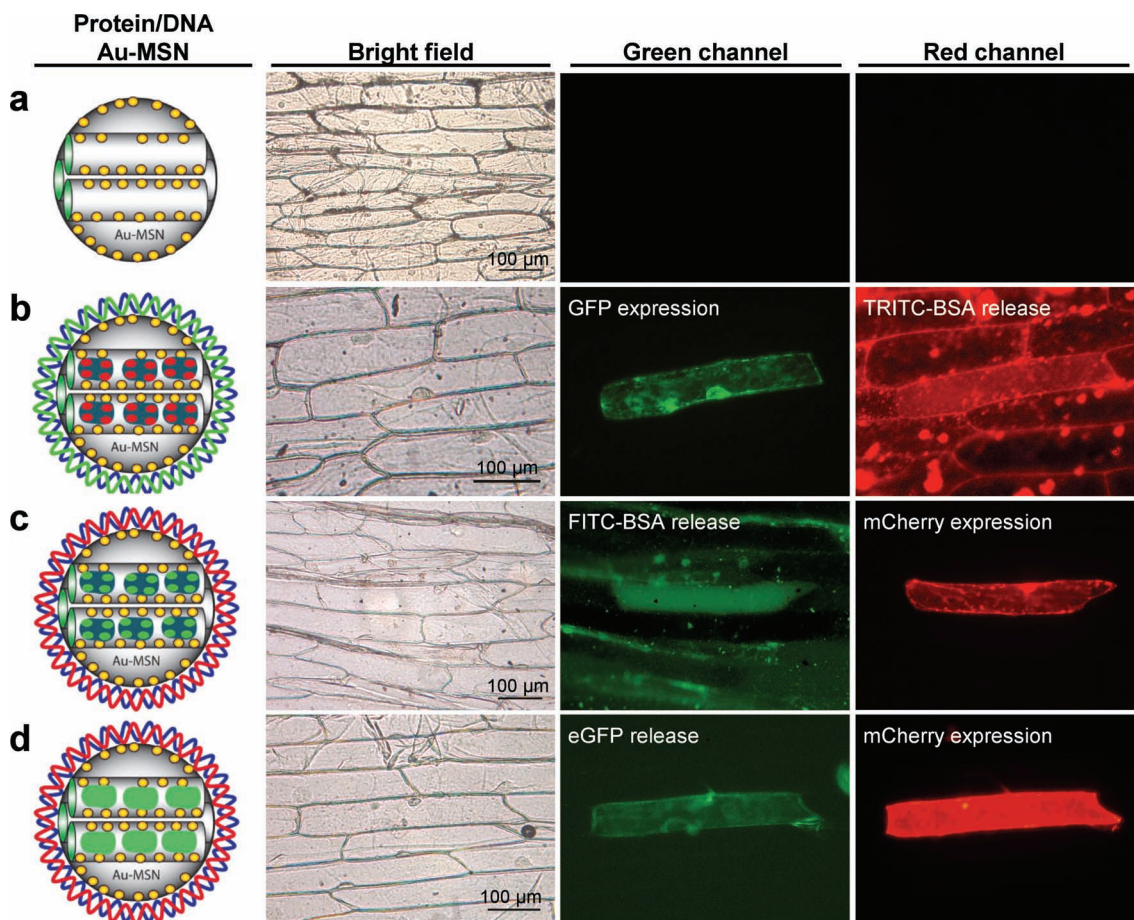 Protein/DNA
Au-MSN
Bright field
Green channel
Red channel
a
Au-MSN
100 µm
b
Au-MSN
100 µm
GFP expression
TRITC-BSA release
c
Au-MSN
100 µm
FITC-BSA release
mCherry expression
d
Au-MSN
100 µm
eGFP release
mCherry expression